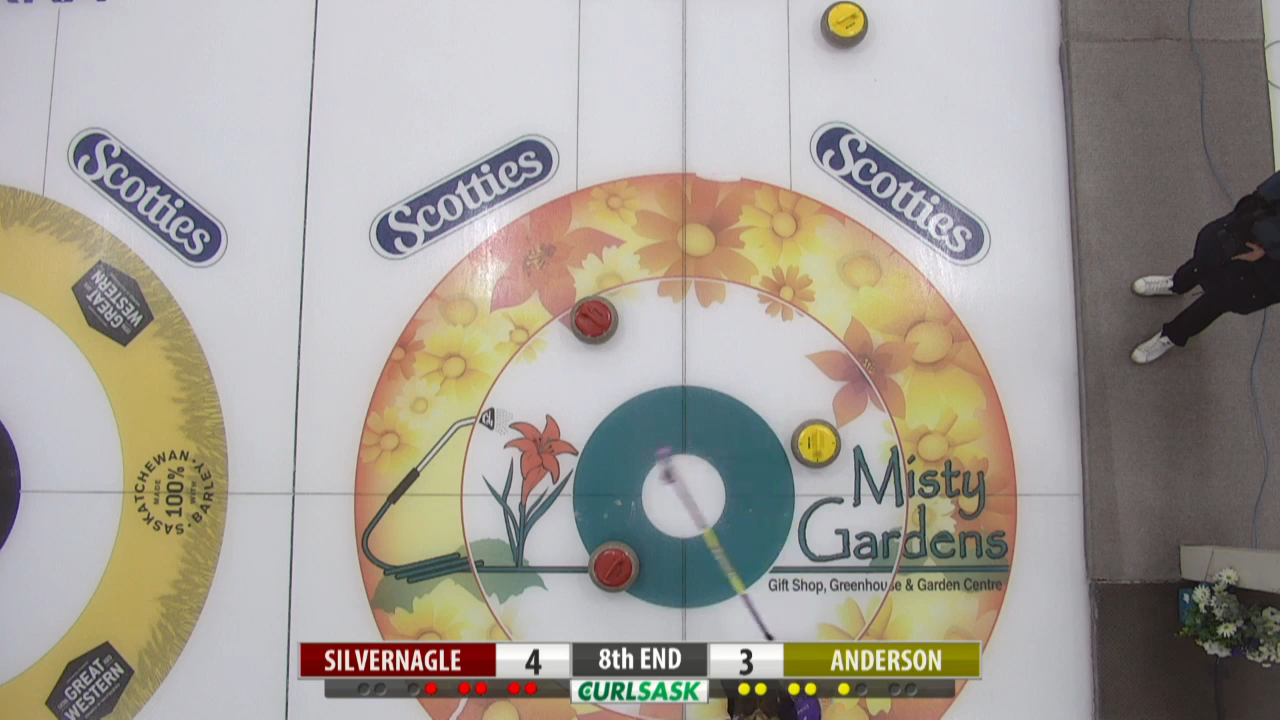 Scotties
Scotties
Scotties
GREAT
WESTERN
SASKATCHEWAN
MADE
100%
WITH
BARLEY
Misty
Gardens
Gift Shop, Greenhouse & Garden Centre
GREAT
WESTERN
SILVERNAGLE 4 8th END 3 ANDERSON
CURLSASK